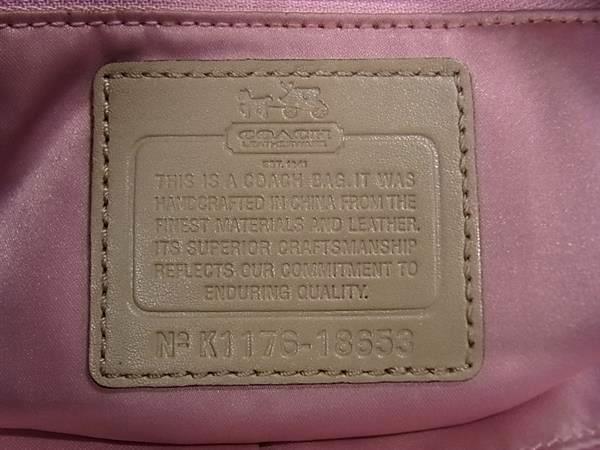 COACH
LEATHERWARE
EST. 1941
THIS IS A COACH BAG. IT WAS
HANDCRAFTED IN CHINA FROM THE
FINEST MATERIALS AND LEATHER.
ITS SUPERIOR CRAFTSMANSHIP
REFLECTS OUR COMMITMENT TO
ENDURING QUALITY.
Nº K1176-18653